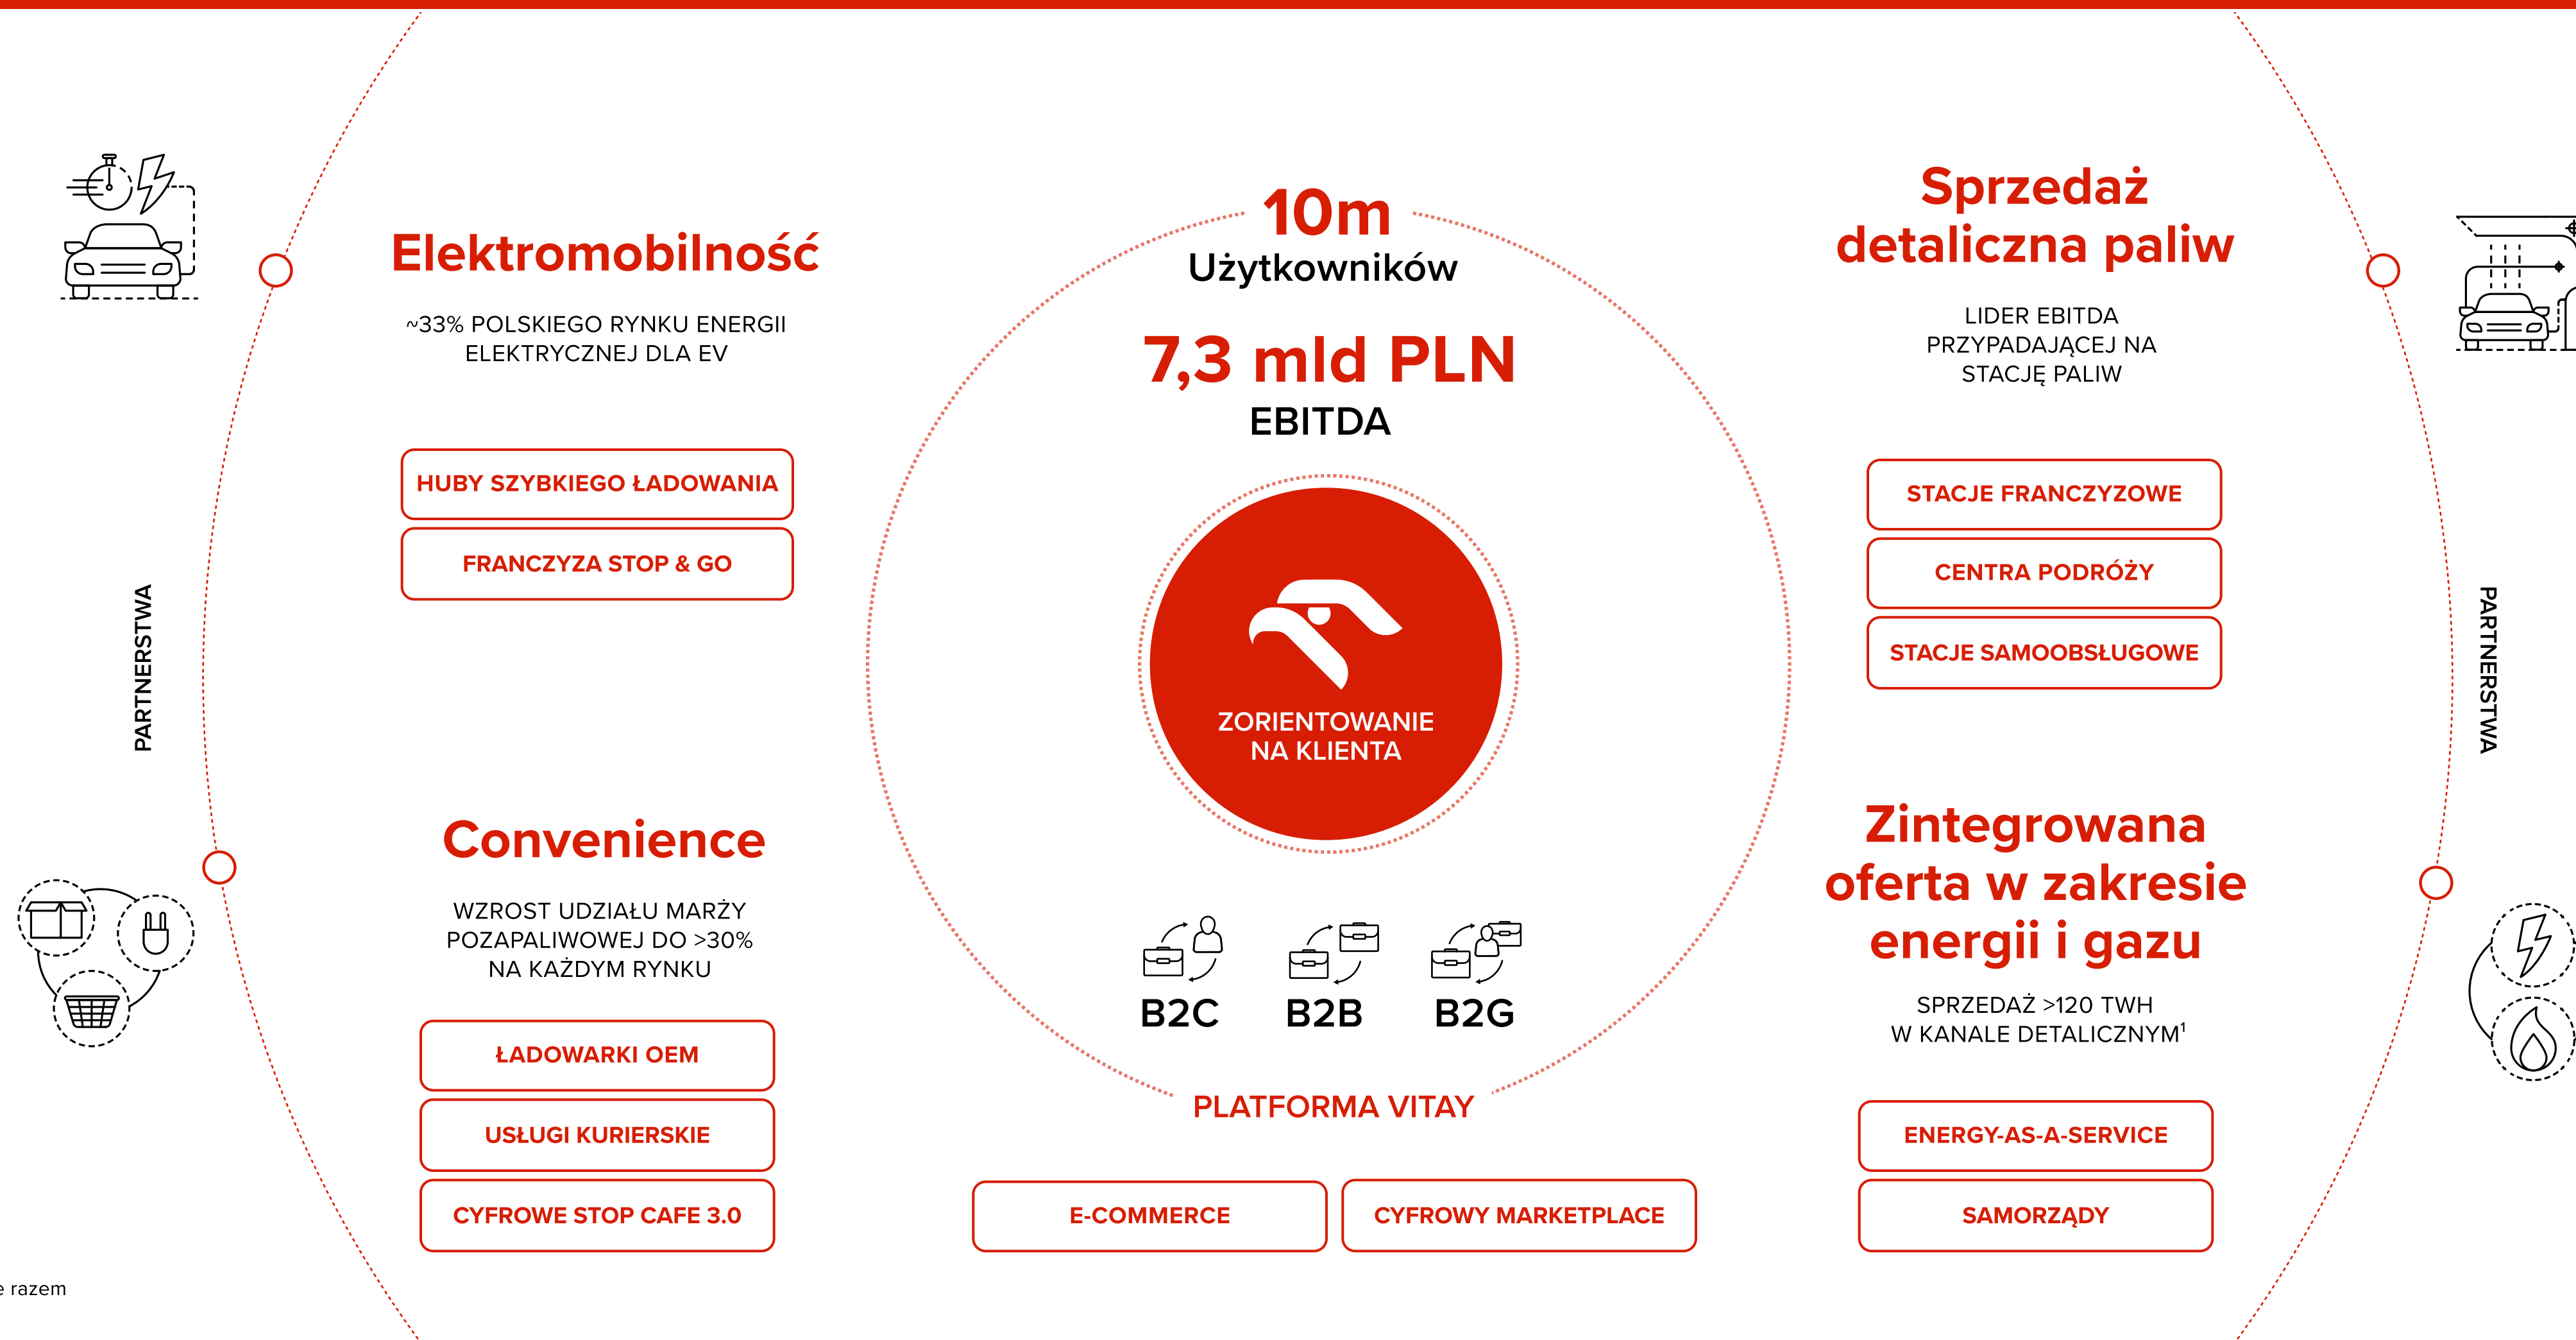 Elektromobilność
~33% POLSKIEGO RYNKU ENERGII
ELEKTRYCZNEJ DLA EV
HUBY SZYBKIEGO ŁADOWANIA
FRANCZYZA STOP & GO
PARTNERSTWA
Convenience
WZROST UDZIAŁU MARŻY
POZAPALIWOWEJ DO >30%
NA KAŻDYM RYNKU
ŁADOWARKI OEM
USŁUGI KURIERSKIE
CYFROWE STOP CAFE 3.0
10m
Użytkowników
7,3 mld PLN
EBITDA
ZORIENTOWANIE
NA KLIENTA
B2C B2B B2G
PLATFORMA VITAY
E-COMMERCE
CYFROWY MARKETPLACE
Sprzedaż
detaliczna paliw
LIDER EBITDA
PRZYPADAJĄCEJ NA
STACJĘ PALIW
STACJE FRANCZYZOWE
CENTRA PODRÓŻY
STACJE SAMOOBSŁUGOWE
PARTNERSTWA
Zintegrowana
oferta w zakresie
energii i gazu
SPRZEDAŻ >120 TWH
W KANALE DETALICZNYM¹
ENERGY-AS-A-SERVICE
SAMORZĄDY
razem